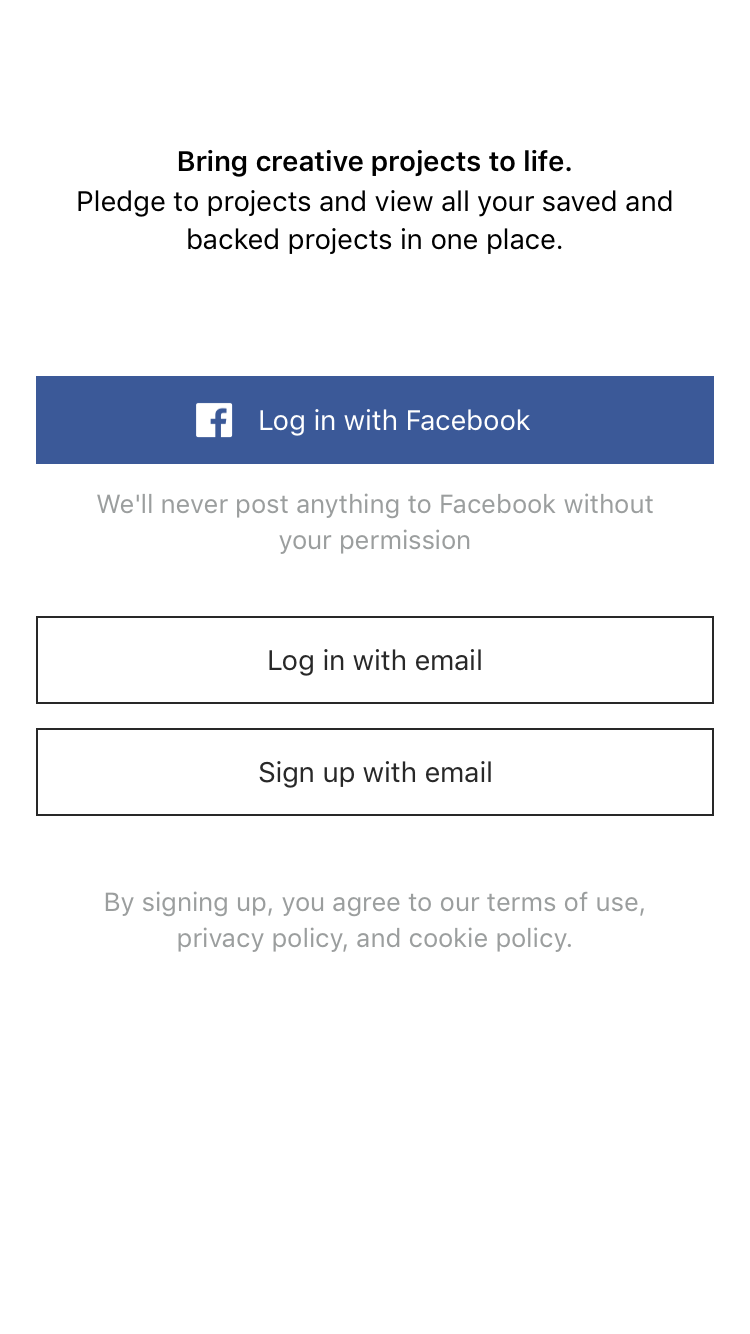 Bring creative projects to life.
Pledge to projects and view all your saved and
backed projects in one place.
Log in with Facebook
We'll never post anything to Facebook without
your permission
Log in with email
Sign up with email
By signing up, you agree to our terms of use,
privacy policy, and cookie policy.